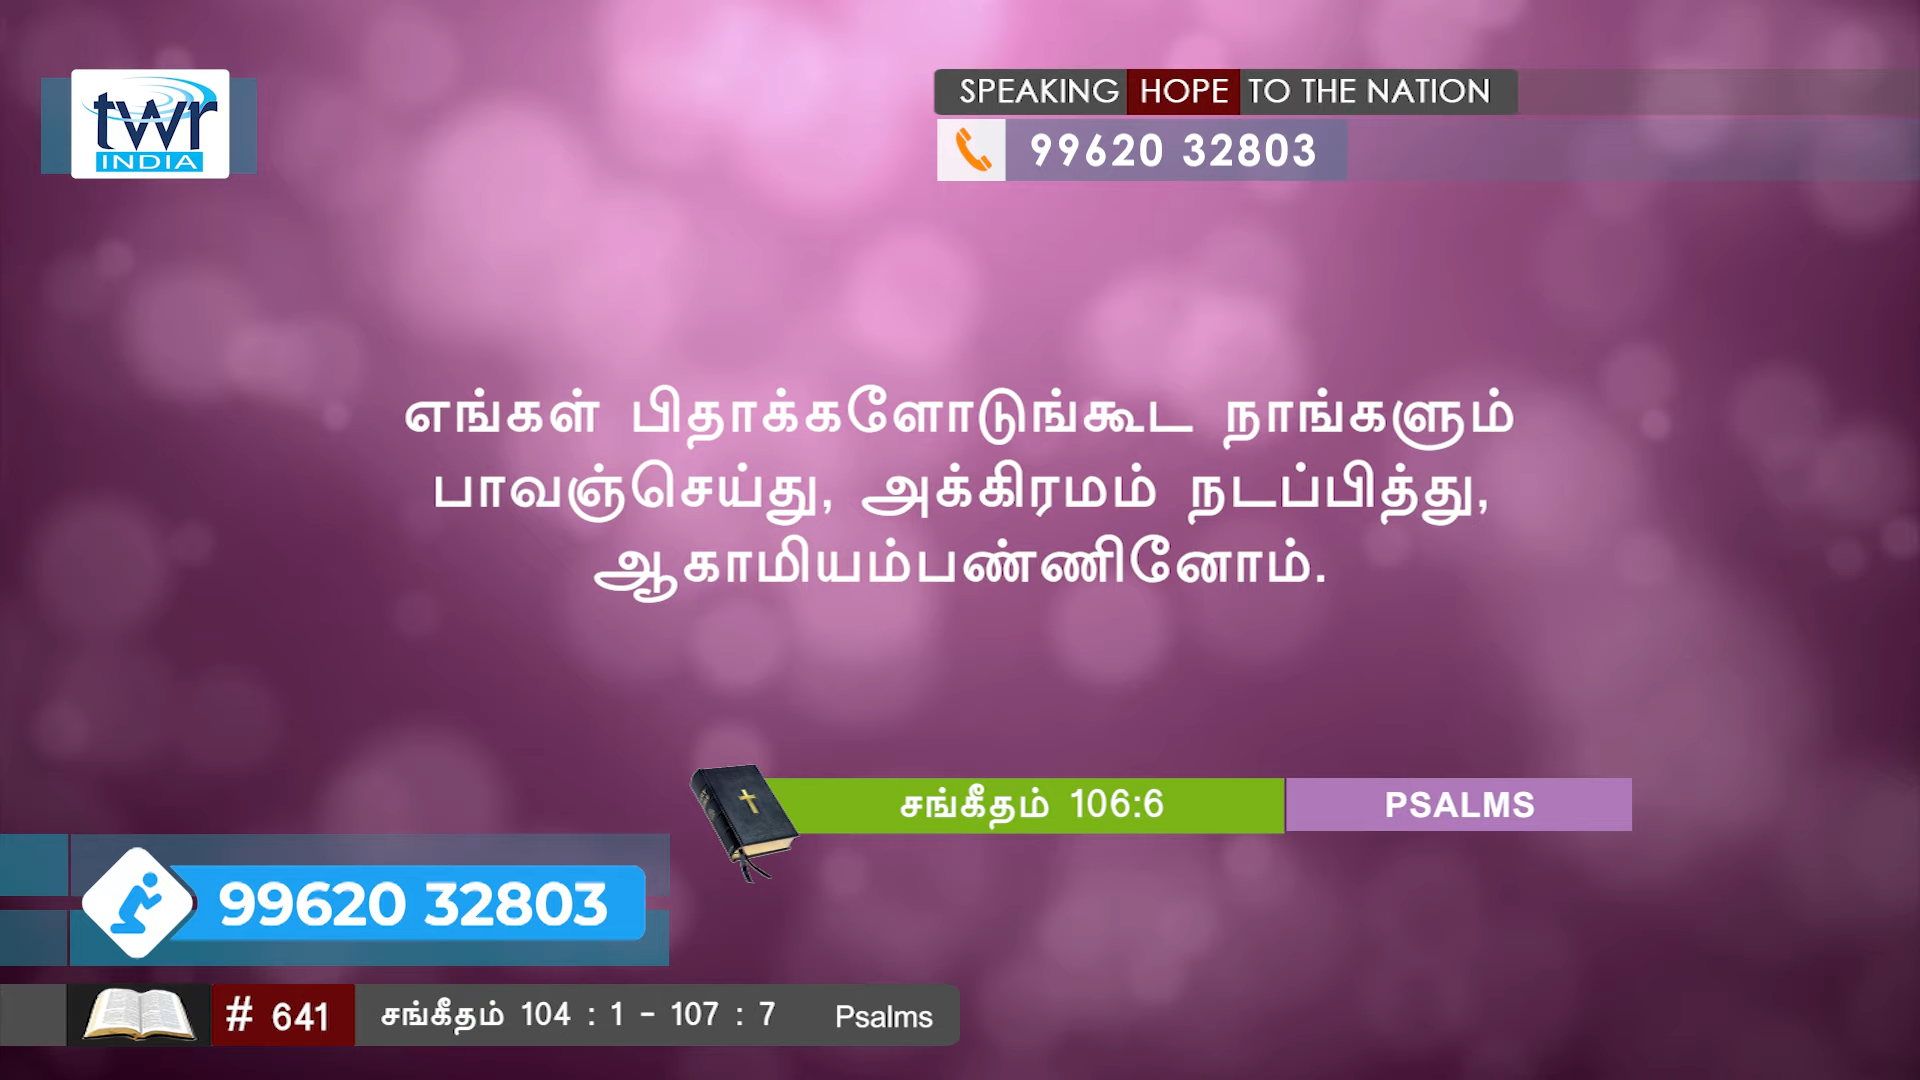 twr
INDIA
SPEAKING HOPE TO THE NATION
99620 32803
எங்கள் பிதாக்களோடுங்கூட நாங்களும்
பாவஞ்செய்து, அக்கிரமம் நடப்பித்து,
ஆகாமியம்பண்ணினோம்.
சங்கீதம் 106:6 PSALMS
99620 32803
# 641 சங்கீதம் 104 : 1 - 107 : 7 Psalms